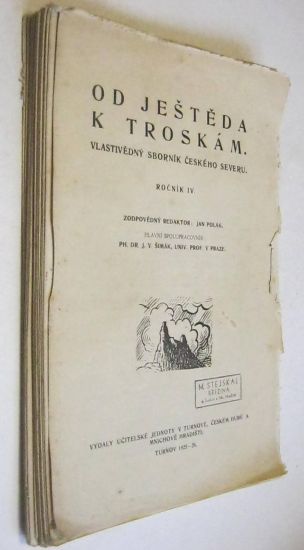 OD JEŠTĚDA
K TROSKÁM.
VLASTIVĚDNÝ SBORNÍK ČESKÉHO SEVERU.
ROČNÍK IV.
ZODPOVĚDNÝ REDAKTOR: JAN POLÁK.
HLAVNÍ SPOLUPRACOVNÍK:
PH. DR. J. V. ŠIMÁK, UNIV. PROF. V PRAZE.
M. STEJSKAL
VYDALY UČITELSKÉ JEDNOTY V TURNOVĚ, ČESKÉM DUBĚ A
MNICHOVĚ HRADIŠTI.
TURNOV 1925-26.